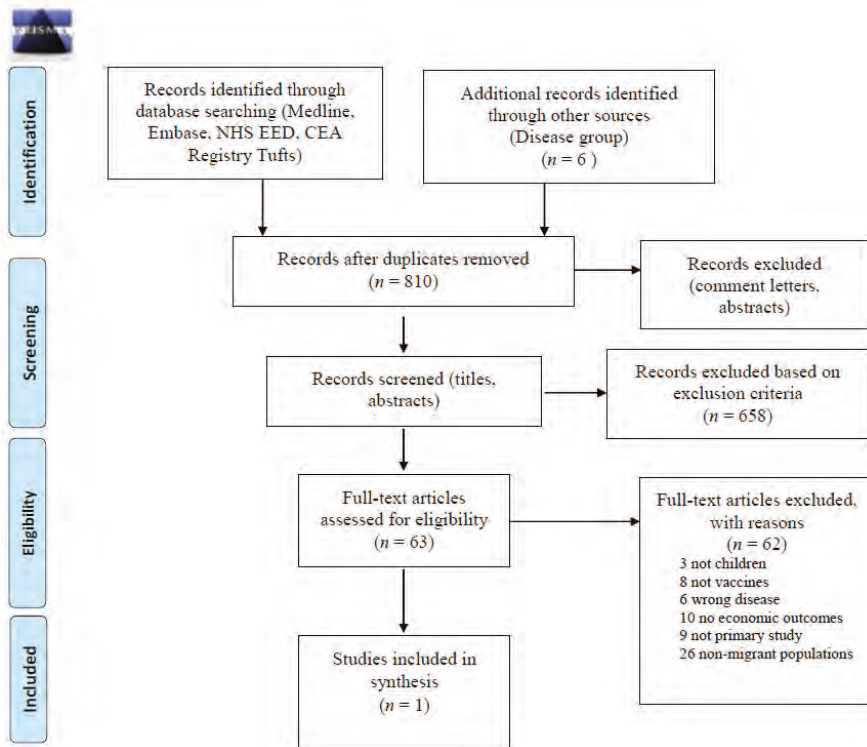 Identification
Records identified through
database searching (Medline,
Embase, NHS EED, CEA
Registry Tufts)
Additional records identified
through other sources
(Disease group)
(n = 6 )
Records after duplicates removed
(n = 810)
Records excluded
(comment letters,
abstracts)
Screening
Records screened (titles,
abstracts)
Records excluded based on
exclusion criteria
(n = 658)
Eligibility
Full-text articles
assessed for eligibility
(n = 63)
Full-text articles excluded,
with reasons
(n = 62)
3 not children
8 not vaccines
6 wrong disease
10 no economic outcomes
9 not primary study
26 non-migrant populations
Included
Studies included in
synthesis
(n = 1)